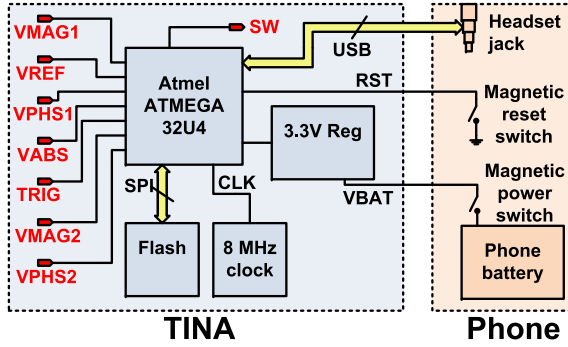 VMAG1
VREF
VPHS1
VABS
TRIG
VMAG2
VPHS2
SW
Atmel
ATMEGA
32U4
USB
RST
3.3V Reg
VBAT
SPI
CLK
Flash
8 MHz
clock
TINA
Headset
jack
Magnetic
reset
switch
Magnetic
power
switch
Phone
battery
Phone